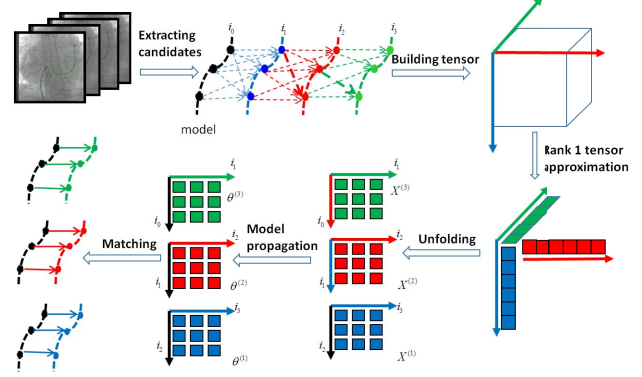 Extracting
candidates
i₀
i₁
i₂
i₃
model
Building tensor
Rank 1 tensor
approximation
Unfolding
i₁
i₀
X⁽³⁾
i₂
i₁
X⁽²⁾
i₃
i₂
X⁽¹⁾
Model
propagation
i₁
i₀
θ⁽³⁾
i₂
i₁
θ⁽²⁾
i₃
i₂
θ⁽¹⁾
Matching